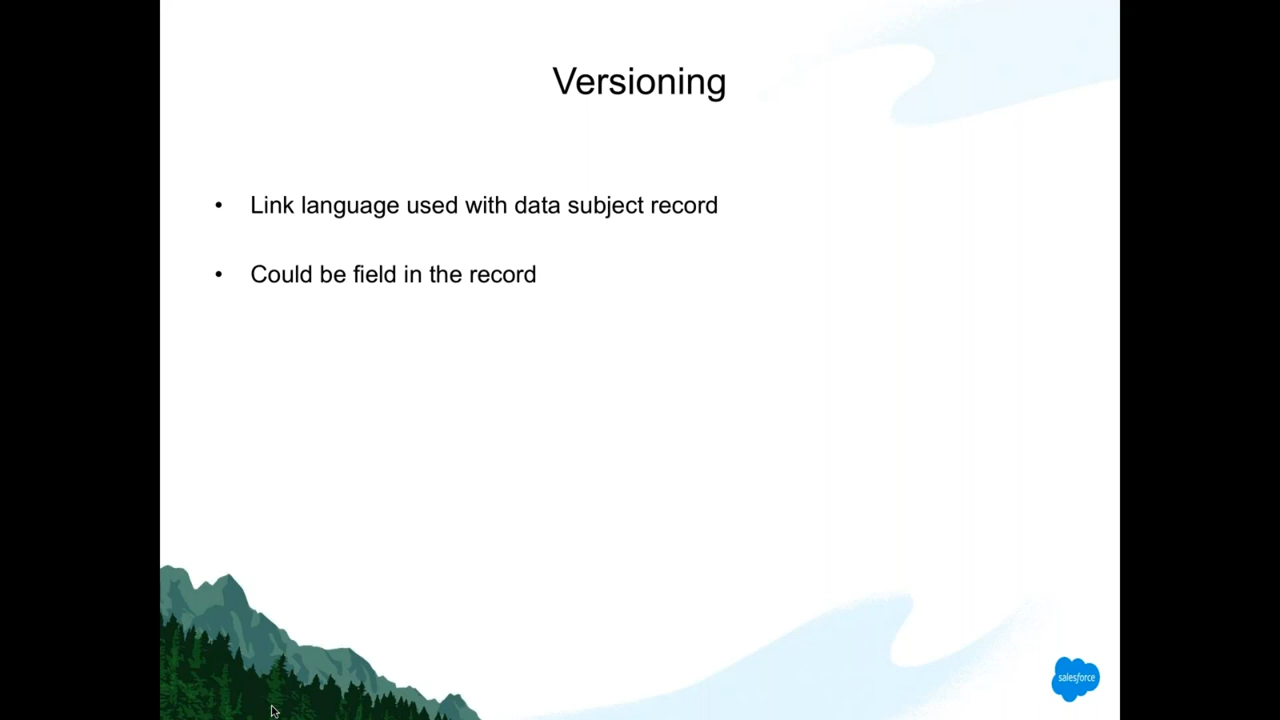 Versioning
• Link language used with data subject record
• Could be field in the record
salesforce